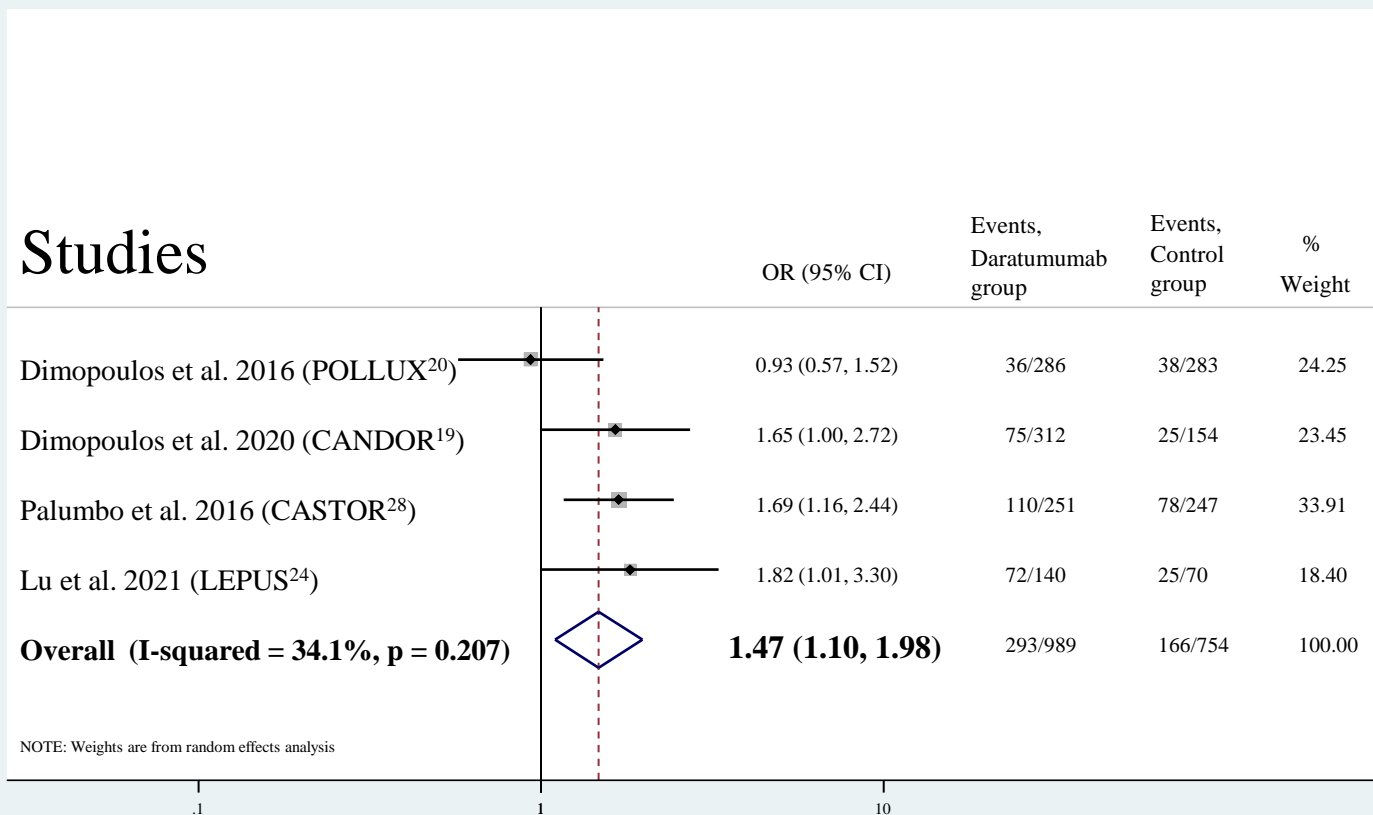 Studies OR (95% CI) Events, Daratumumab group Events, Control group % Weight
Dimopoulos et al. 2016 (POLLUX²⁰) 0.93 (0.57, 1.52) 36/286 38/283 24.25
Dimopoulos et al. 2020 (CANDOR¹⁹) 1.65 (1.00, 2.72) 75/312 25/154 23.45
Palumbo et al. 2016 (CASTOR²⁸) 1.69 (1.16, 2.44) 110/251 78/247 33.91
Lu et al. 2021 (LEPUS²⁴) 1.82 (1.01, 3.30) 72/140 25/70 18.40
Overall (I-squared = 34.1%, p = 0.207) 1.47 (1.10, 1.98) 293/989 166/754 100.00
NOTE: Weights are from random effects analysis
.1 1 10